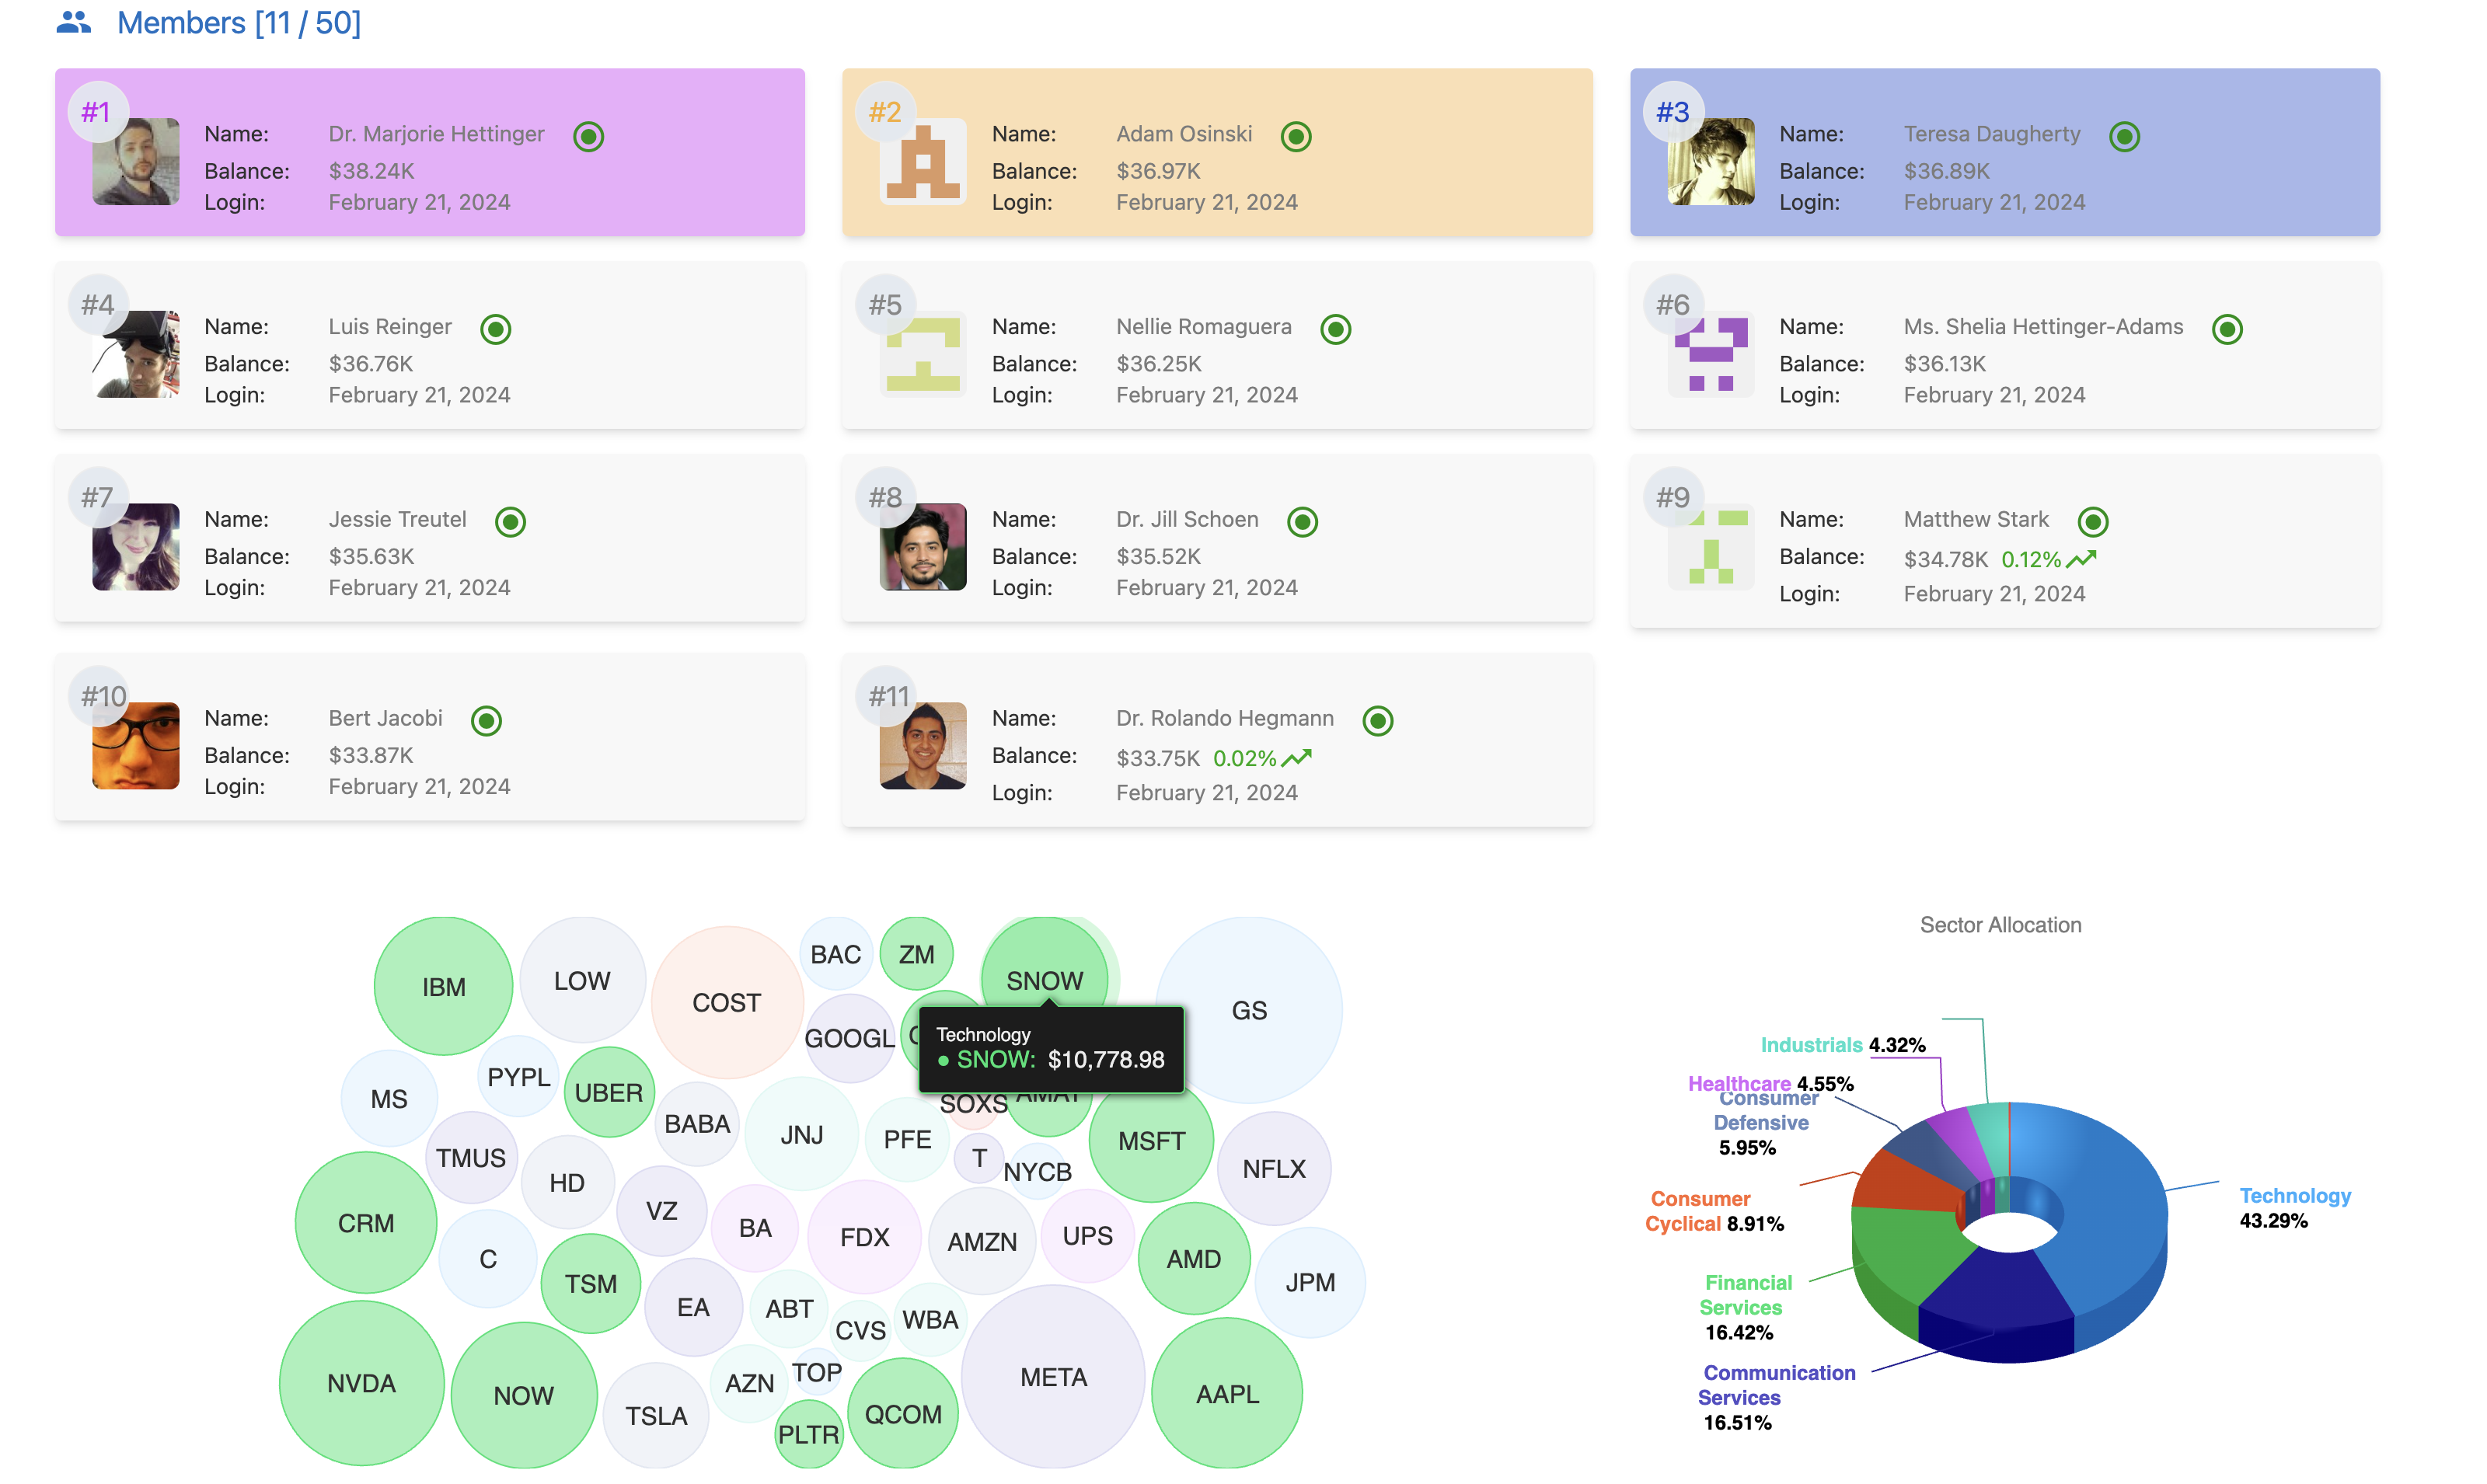 Members [11 / 50]
#1
Name: Dr. Marjorie Hettinger
Balance: $38.24K
Login: February 21, 2024
#2
Name: Adam Osinski
Balance: $36.97K
Login: February 21, 2024
#3
Name: Teresa Daugherty
Balance: $36.89K
Login: February 21, 2024
#4
Name: Luis Reinger
Balance: $36.76K
Login: February 21, 2024
#5
Name: Nellie Romaguera
Balance: $36.25K
Login: February 21, 2024
#6
Name: Ms. Shelia Hettinger-Adams
Balance: $36.13K
Login: February 21, 2024
#7
Name: Jessie Treutel
Balance: $35.63K
Login: February 21, 2024
#8
Name: Dr. Jill Schoen
Balance: $35.52K
Login: February 21, 2024
#9
Name: Matthew Stark
Balance: $34.78K 0.12%
Login: February 21, 2024
#10
Name: Bert Jacobi
Balance: $33.87K
Login: February 21, 2024
#11
Name: Dr. Rolando Hegmann
Balance: $33.75K 0.02%
Login: February 21, 2024
IBM
LOW
COST
BAC
ZM
SNOW
GS
GOOGL
Technology
SNOW: $10,778.98
MS
PYPL
UBER
BABA
JNJ
PFE
SOXS
AMAT
MSFT
NFLX
TMUS
HD
VZ
T
NYCB
CRM
C
BA
FDX
AMZN
UPS
AMD
JPM
TSM
EA
ABT
CVS
WBA
NVDA
NOW
TSLA
AZN
TOP
PLTR
QCOM
META
AAPL
Sector Allocation
Industrials 4.32%
Healthcare 4.55%
Consumer
Defensive
5.95%
Consumer
Cyclical 8.91%
Financial
Services
16.42%
Communication
Services
16.51%
Technology
43.29%